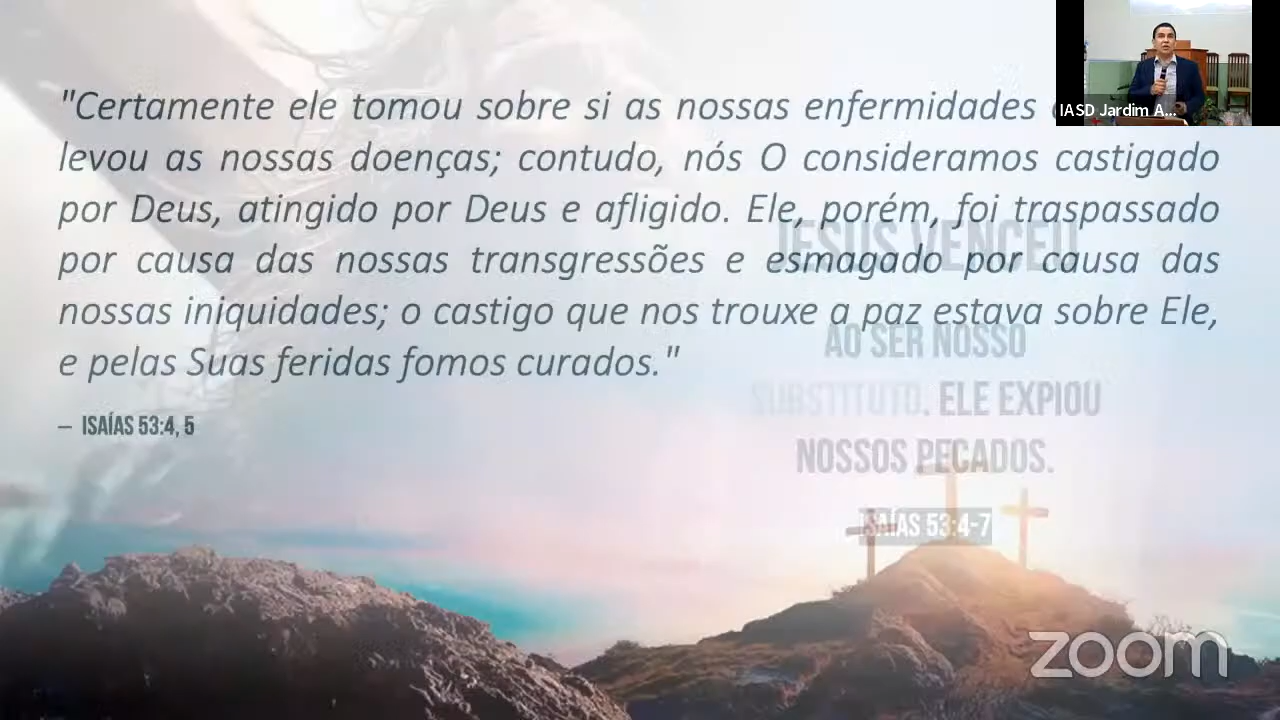 "Certamente ele tomou sobre si as nossas enfermidades
levou as nossas doenças; contudo, nós O consideramos castigado
por Deus, atingido por Deus e afligido. Ele, porém, foi traspassado
por causa das nossas transgressões e esmagado por causa das
nossas iniquidades; o castigo que nos trouxe a paz estava sobre Ele,
e pelas Suas feridas fomos curados."
– ISAÍAS 53:4, 5
JESUS VENCEU
AO SER NOSSO
SUBSTITUTO. ELE EXPIOU
NOSSOS PECADOS.
ISAÍAS 53:4-7
IASD Jardim A...
zoom